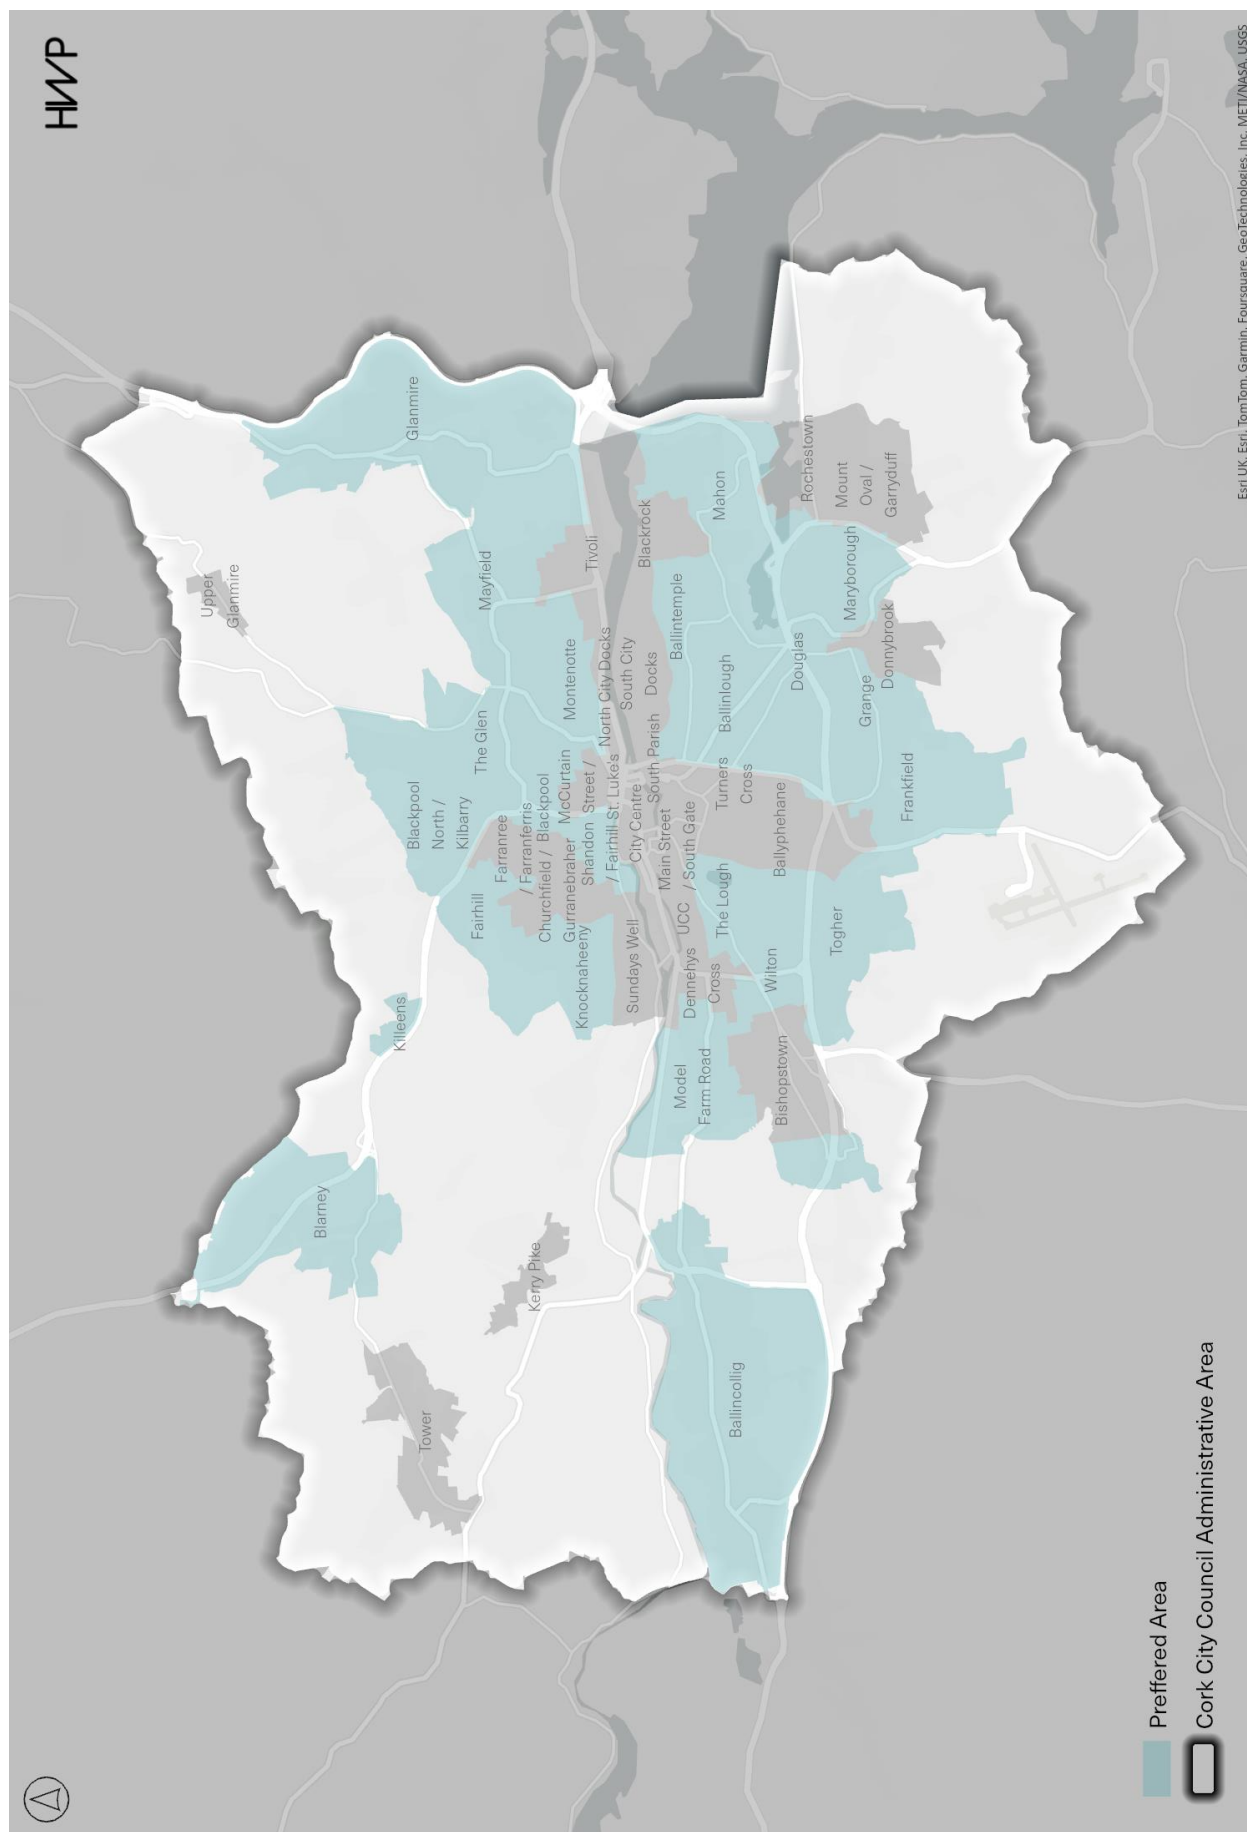 HWP
Upper
Glanmire
Glanmire
Blarney
Killeens
Blackpool
North /
Kilbarry
The Glen
Mayfield
Tower
Fairhill
Farranree
/ Farranferris
Churchfield / Blackpool
Gurranebraher
McCurtain
Shandon Street /
/ Fairhill St. Luke's
Knocknaheeny
Montenotte
Tivoli
Kerry Pike
North City Docks
South City
Docks
Sundays Well
City Centre
South Parish
Main Street
/ South Gate
UCC
Blackrock
Ballintemple
Mahon
Model
Farm Road
Dennehys
Cross
The Lough
Turners
Cross
Ballinlough
Ballincollig
Bishopstown
Wilton
Ballyphehane
Douglas
Rochestown
Mount
Oval /
Garryduff
Maryborough
Togher
Grange
Donnybrook
Frankfield
Preffered Area
Cork City Council Administrative Area
Esri UK, Esri, TomTom, Garmin, Foursquare, GeoTechnologies, Inc, METI/NASA, USGS